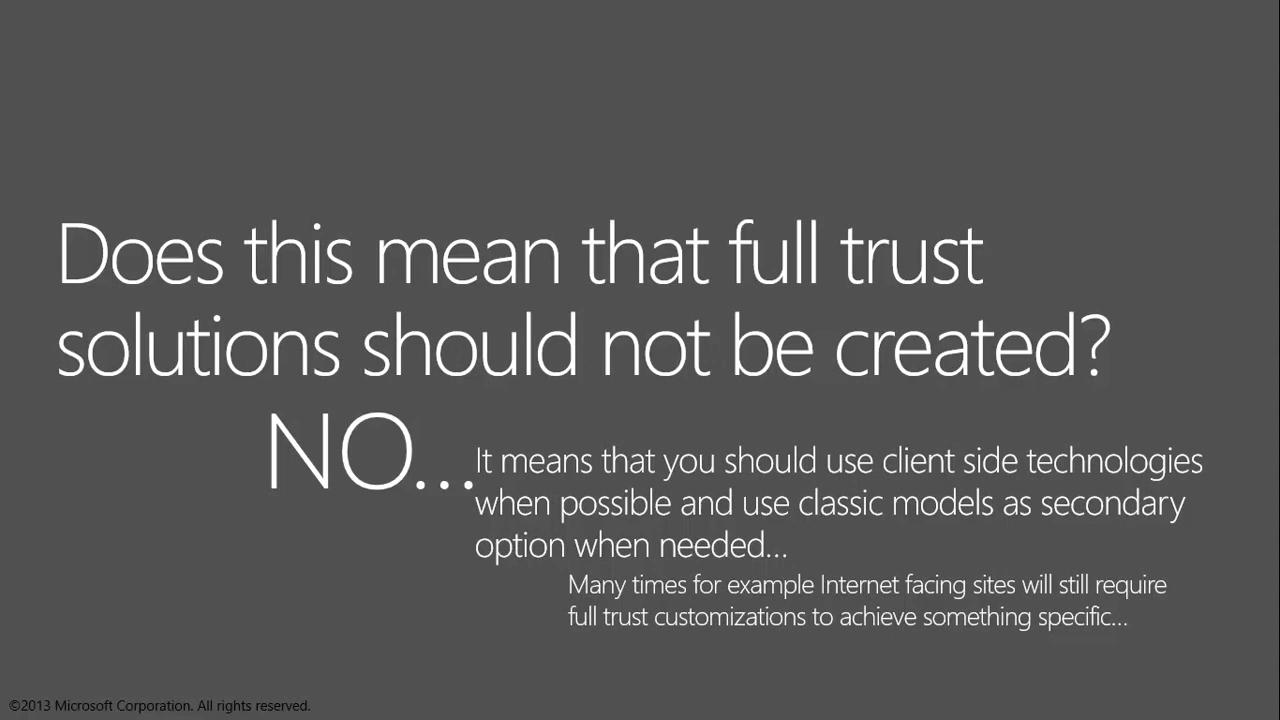 Does this mean that full trust
solutions should not be created?
NO...
It means that you should use client side technologies
when possible and use classic models as secondary
option when needed...
Many times for example Internet facing sites will still require
full trust customizations to achieve something specific...
©2013 Microsoft Corporation. All rights reserved.